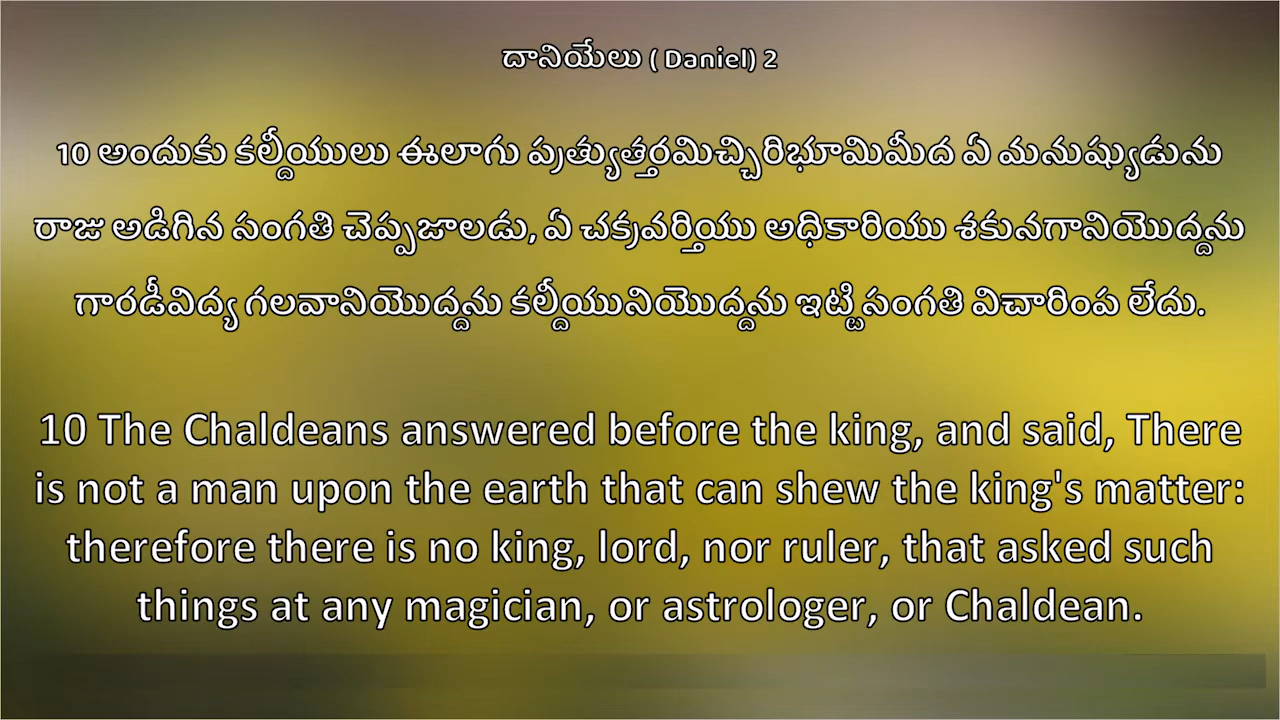 దానియేలు ( Daniel) 2
10 అందుకు కల్దీయులు ఈలాగు ప్రత్యుత్తరమిచ్చిరిభూమిమీద ఏ మనుష్యుడును
రాజు అడిగిన సంగతి చెప్పజాలడు, ఏ చక్రవర్తియు అధికారియు శకునగానియొద్దను
గారడీవిద్య గలవానియొద్దను కల్దీయునియొద్దను ఇట్టి సంగతి విచారింప లేదు.
10 The Chaldeans answered before the king, and said, There
is not a man upon the earth that can shew the king's matter:
therefore there is no king, lord, nor ruler, that asked such
things at any magician, or astrologer, or Chaldean.